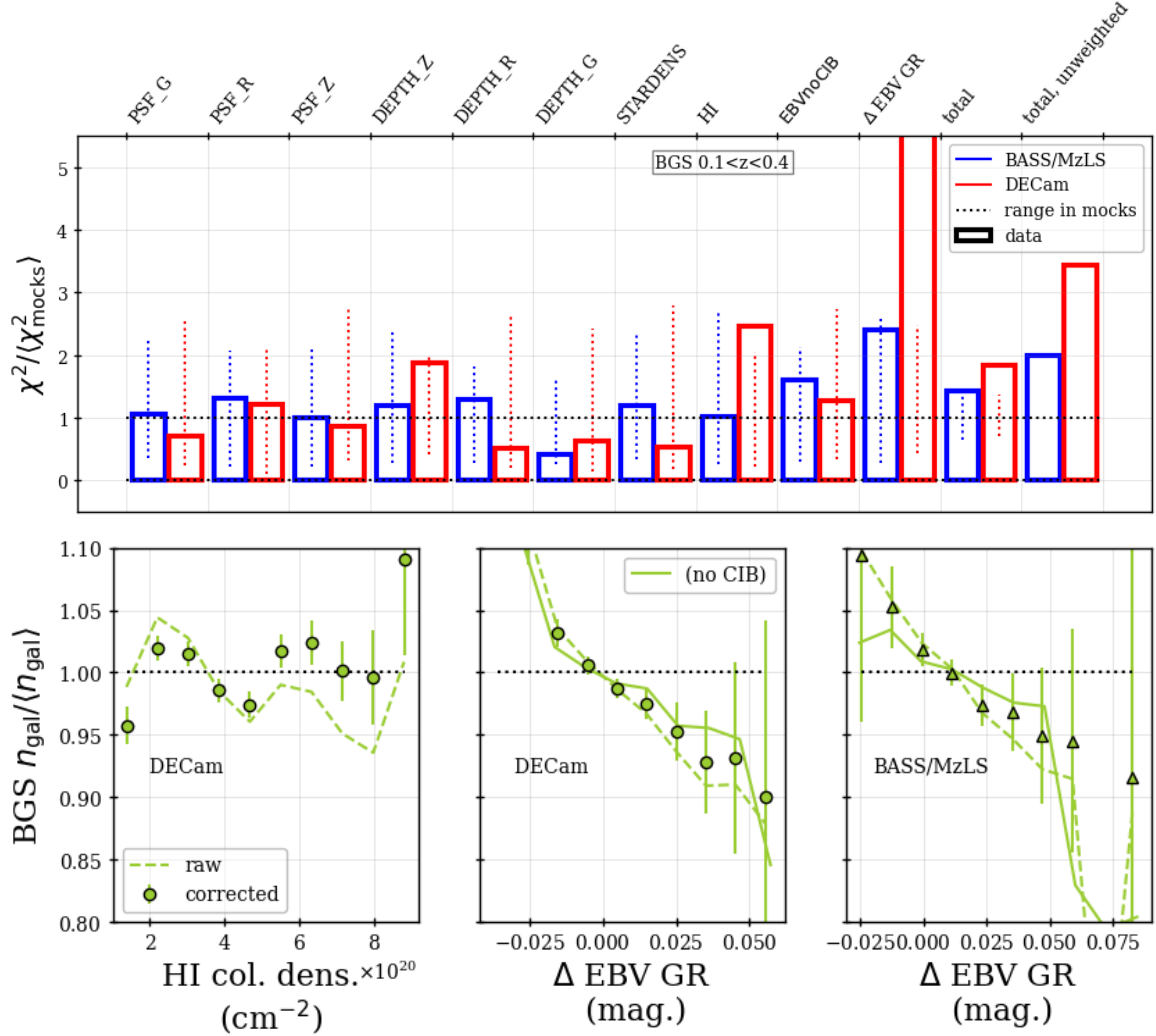 PSF_G
PSF_R
PSF_Z
DEPTH_Z
DEPTH_R
DEPTH_G
STARDENS
HI
EBVnoCIB
Δ EBV GR
total
total, unweighted
5
4
3
2
1
0
χ²/⟨χ²mocks⟩
BGS 0.1<z<0.4
BASS/MzLS
DECam
range in mocks
data
1.10
1.05
1.00
0.95
0.90
0.85
0.80
BGS ngal/⟨ngal⟩
DECam
raw
corrected
2 4 6 8
HI col. dens.×10²⁰
(cm⁻²)
(no CIB)
DECam
−0.025 0.000 0.025 0.050
Δ EBV GR
(mag.)
BASS/MzLS
−0.025 0.000 0.025 0.050 0.075
Δ EBV GR
(mag.)